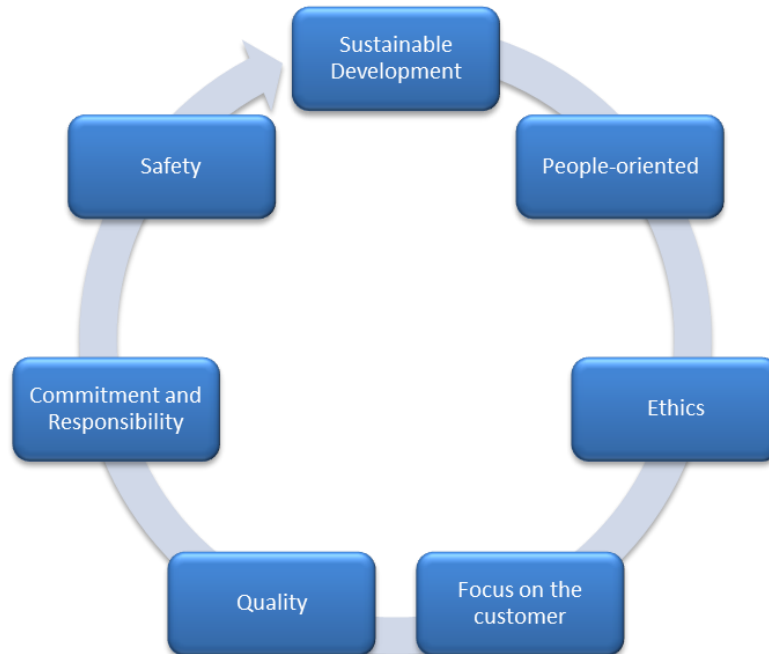 Sustainable
Development
People-oriented
Ethics
Focus on the
customer
Quality
Commitment and
Responsibility
Safety